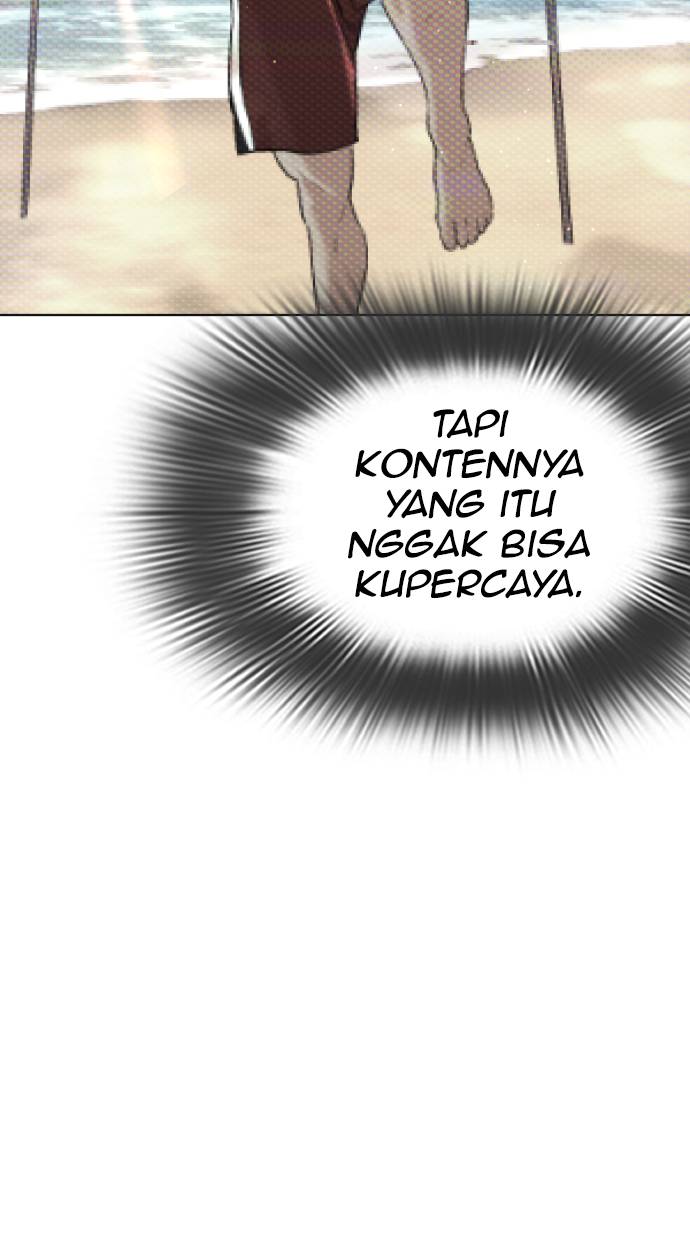 TAPI
KONTENNYA
YANG ITU
NGGAK BISA
KUPERCAYA.